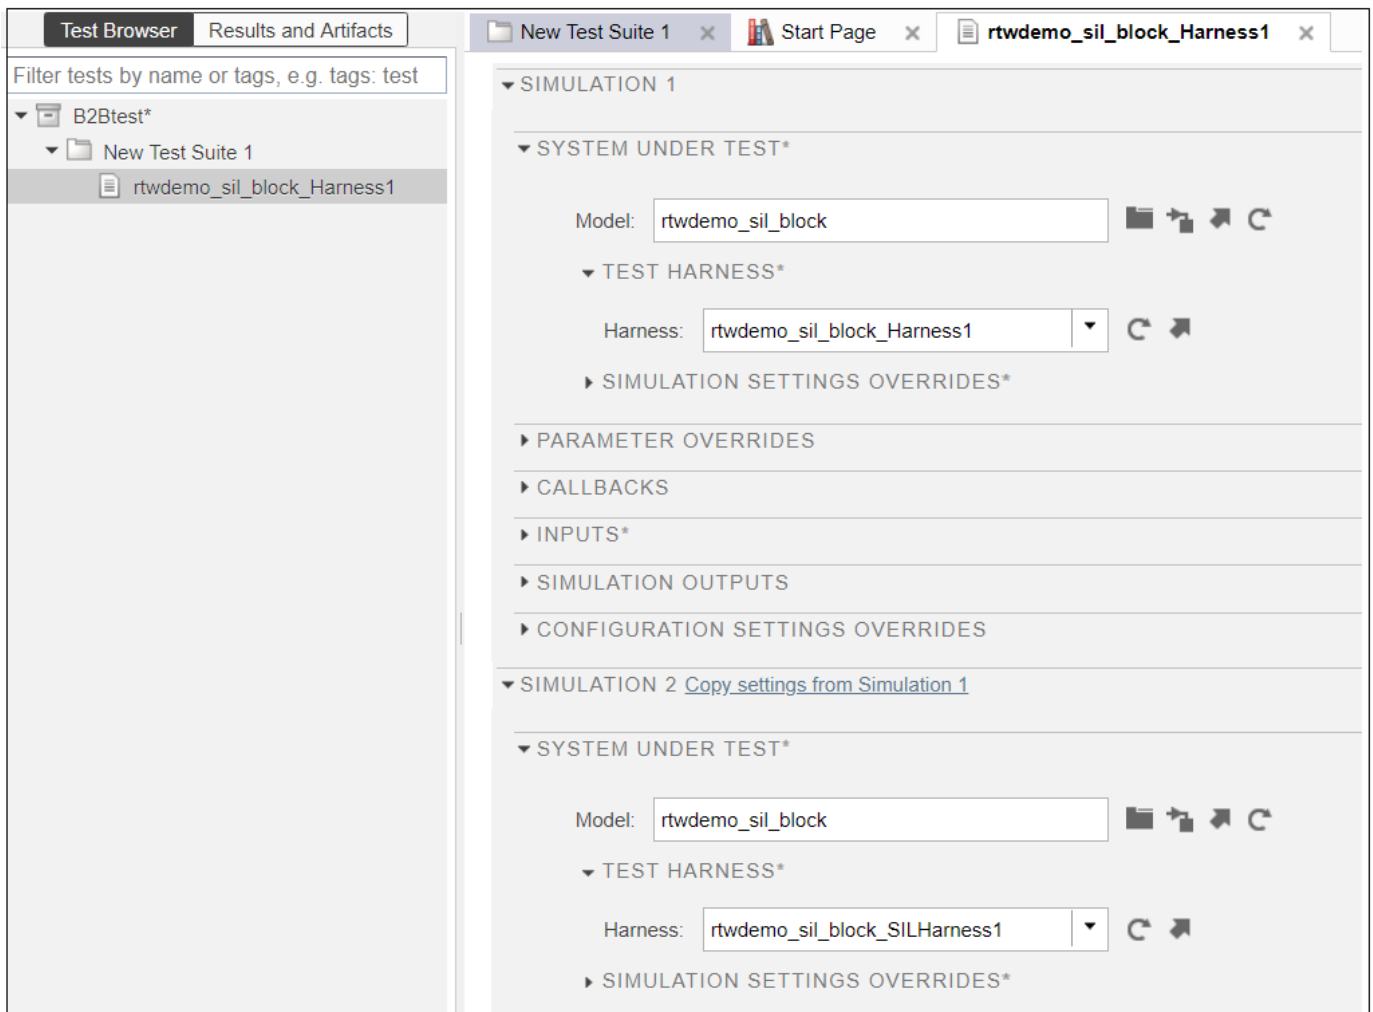 Test Browser Results and Artifacts
Filter tests by name or tags, e.g. tags: test
B2Btest*
New Test Suite 1
rtwdemo_sil_block_Harness1
New Test Suite 1 Start Page rtwdemo_sil_block_Harness1
SIMULATION 1
SYSTEM UNDER TEST*
Model: rtwdemo_sil_block
TEST HARNESS*
Harness: rtwdemo_sil_block_Harness1
SIMULATION SETTINGS OVERRIDES*
PARAMETER OVERRIDES
CALLBACKS
INPUTS*
SIMULATION OUTPUTS
CONFIGURATION SETTINGS OVERRIDES
SIMULATION 2 Copy settings from Simulation 1
SYSTEM UNDER TEST*
Model: rtwdemo_sil_block
TEST HARNESS*
Harness: rtwdemo_sil_block_SILHarness1
SIMULATION SETTINGS OVERRIDES*